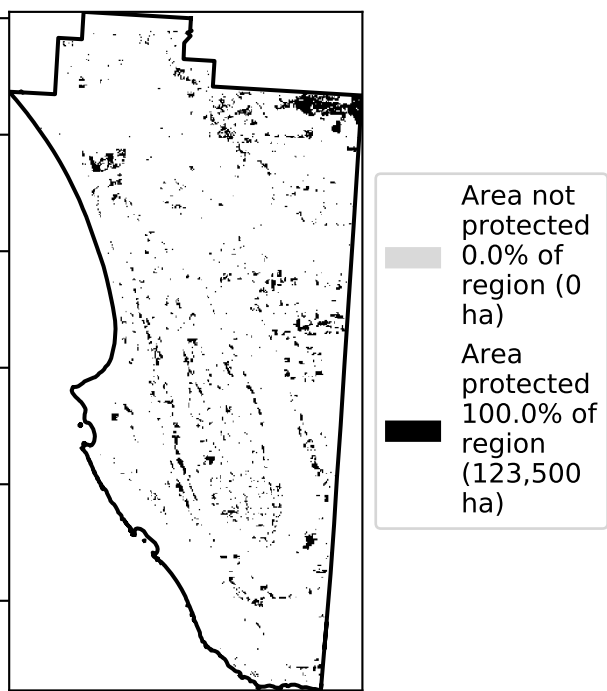 Area not
protected
0.0% of
region (0
ha)
Area
protected
100.0% of
region
(123,500
ha)